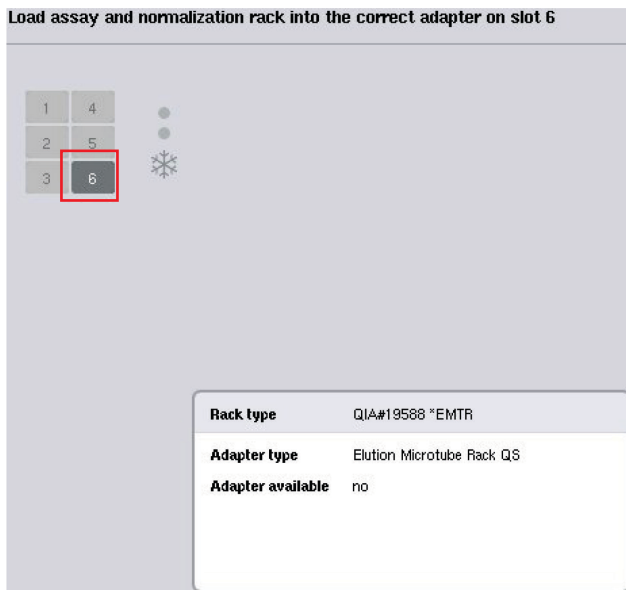 Load assay and normalization rack into the correct adapter on slot 6
1 4
2 5
3 6
Rack type QIA#19588 *EMTR
Adapter type Elution Microtube Rack QS
Adapter available no